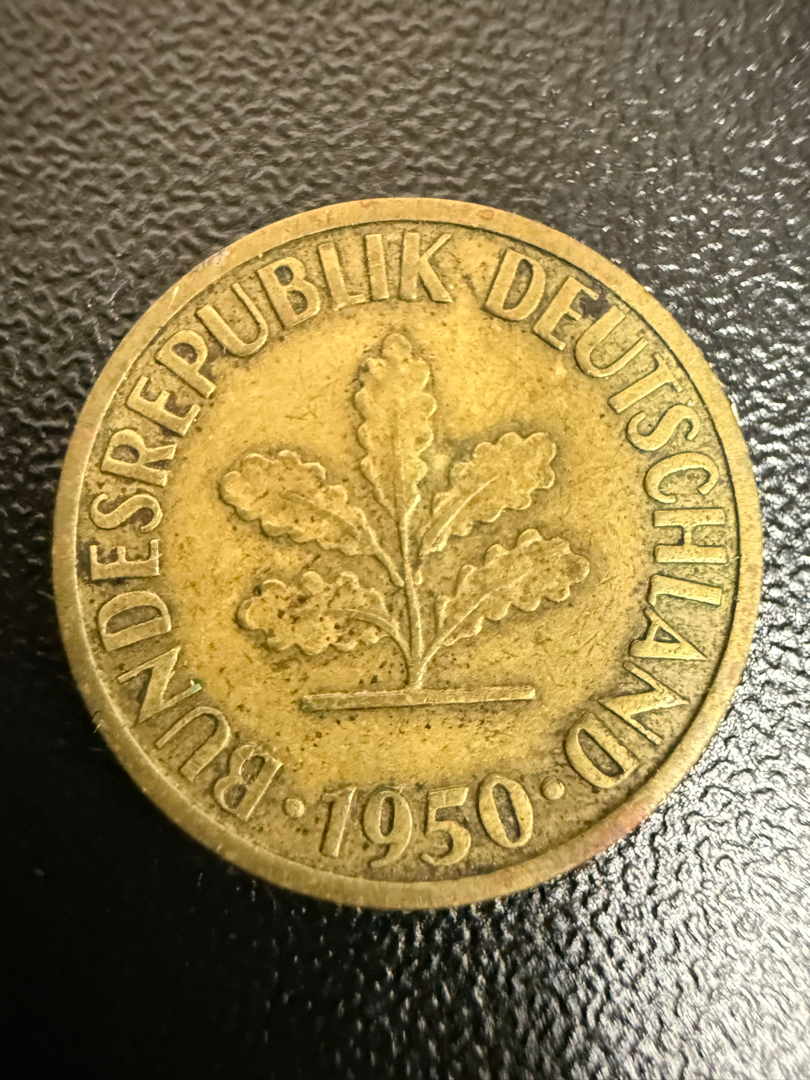 BUNDESREPUBLIK DEUTSCHLAND
· 1950 ·